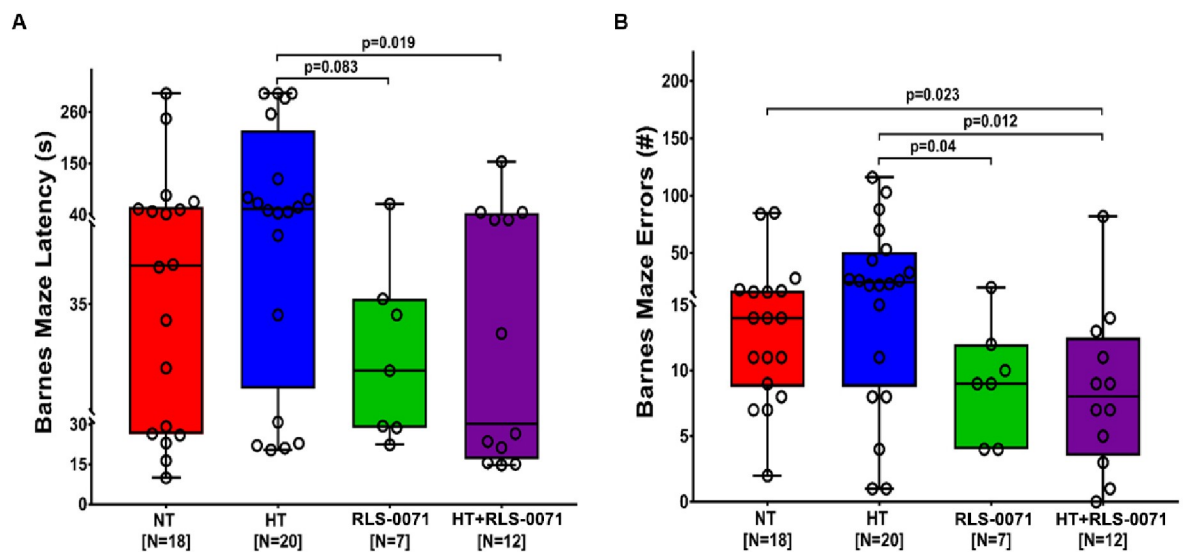 A
p=0.019
p=0.083
Barnes Maze Latency (s)
260
150
40
35
30
15
0
NT
HT
RLS-0071
HT+RLS-0071
[N=18]
[N=20]
[N=7]
[N=12]
B
p=0.023
p=0.012
p=0.04
Barnes Maze Errors (#)
200
150
100
50
15
10
5
0
NT
HT
RLS-0071
HT+RLS-0071
[N=18]
[N=20]
[N=7]
[N=12]